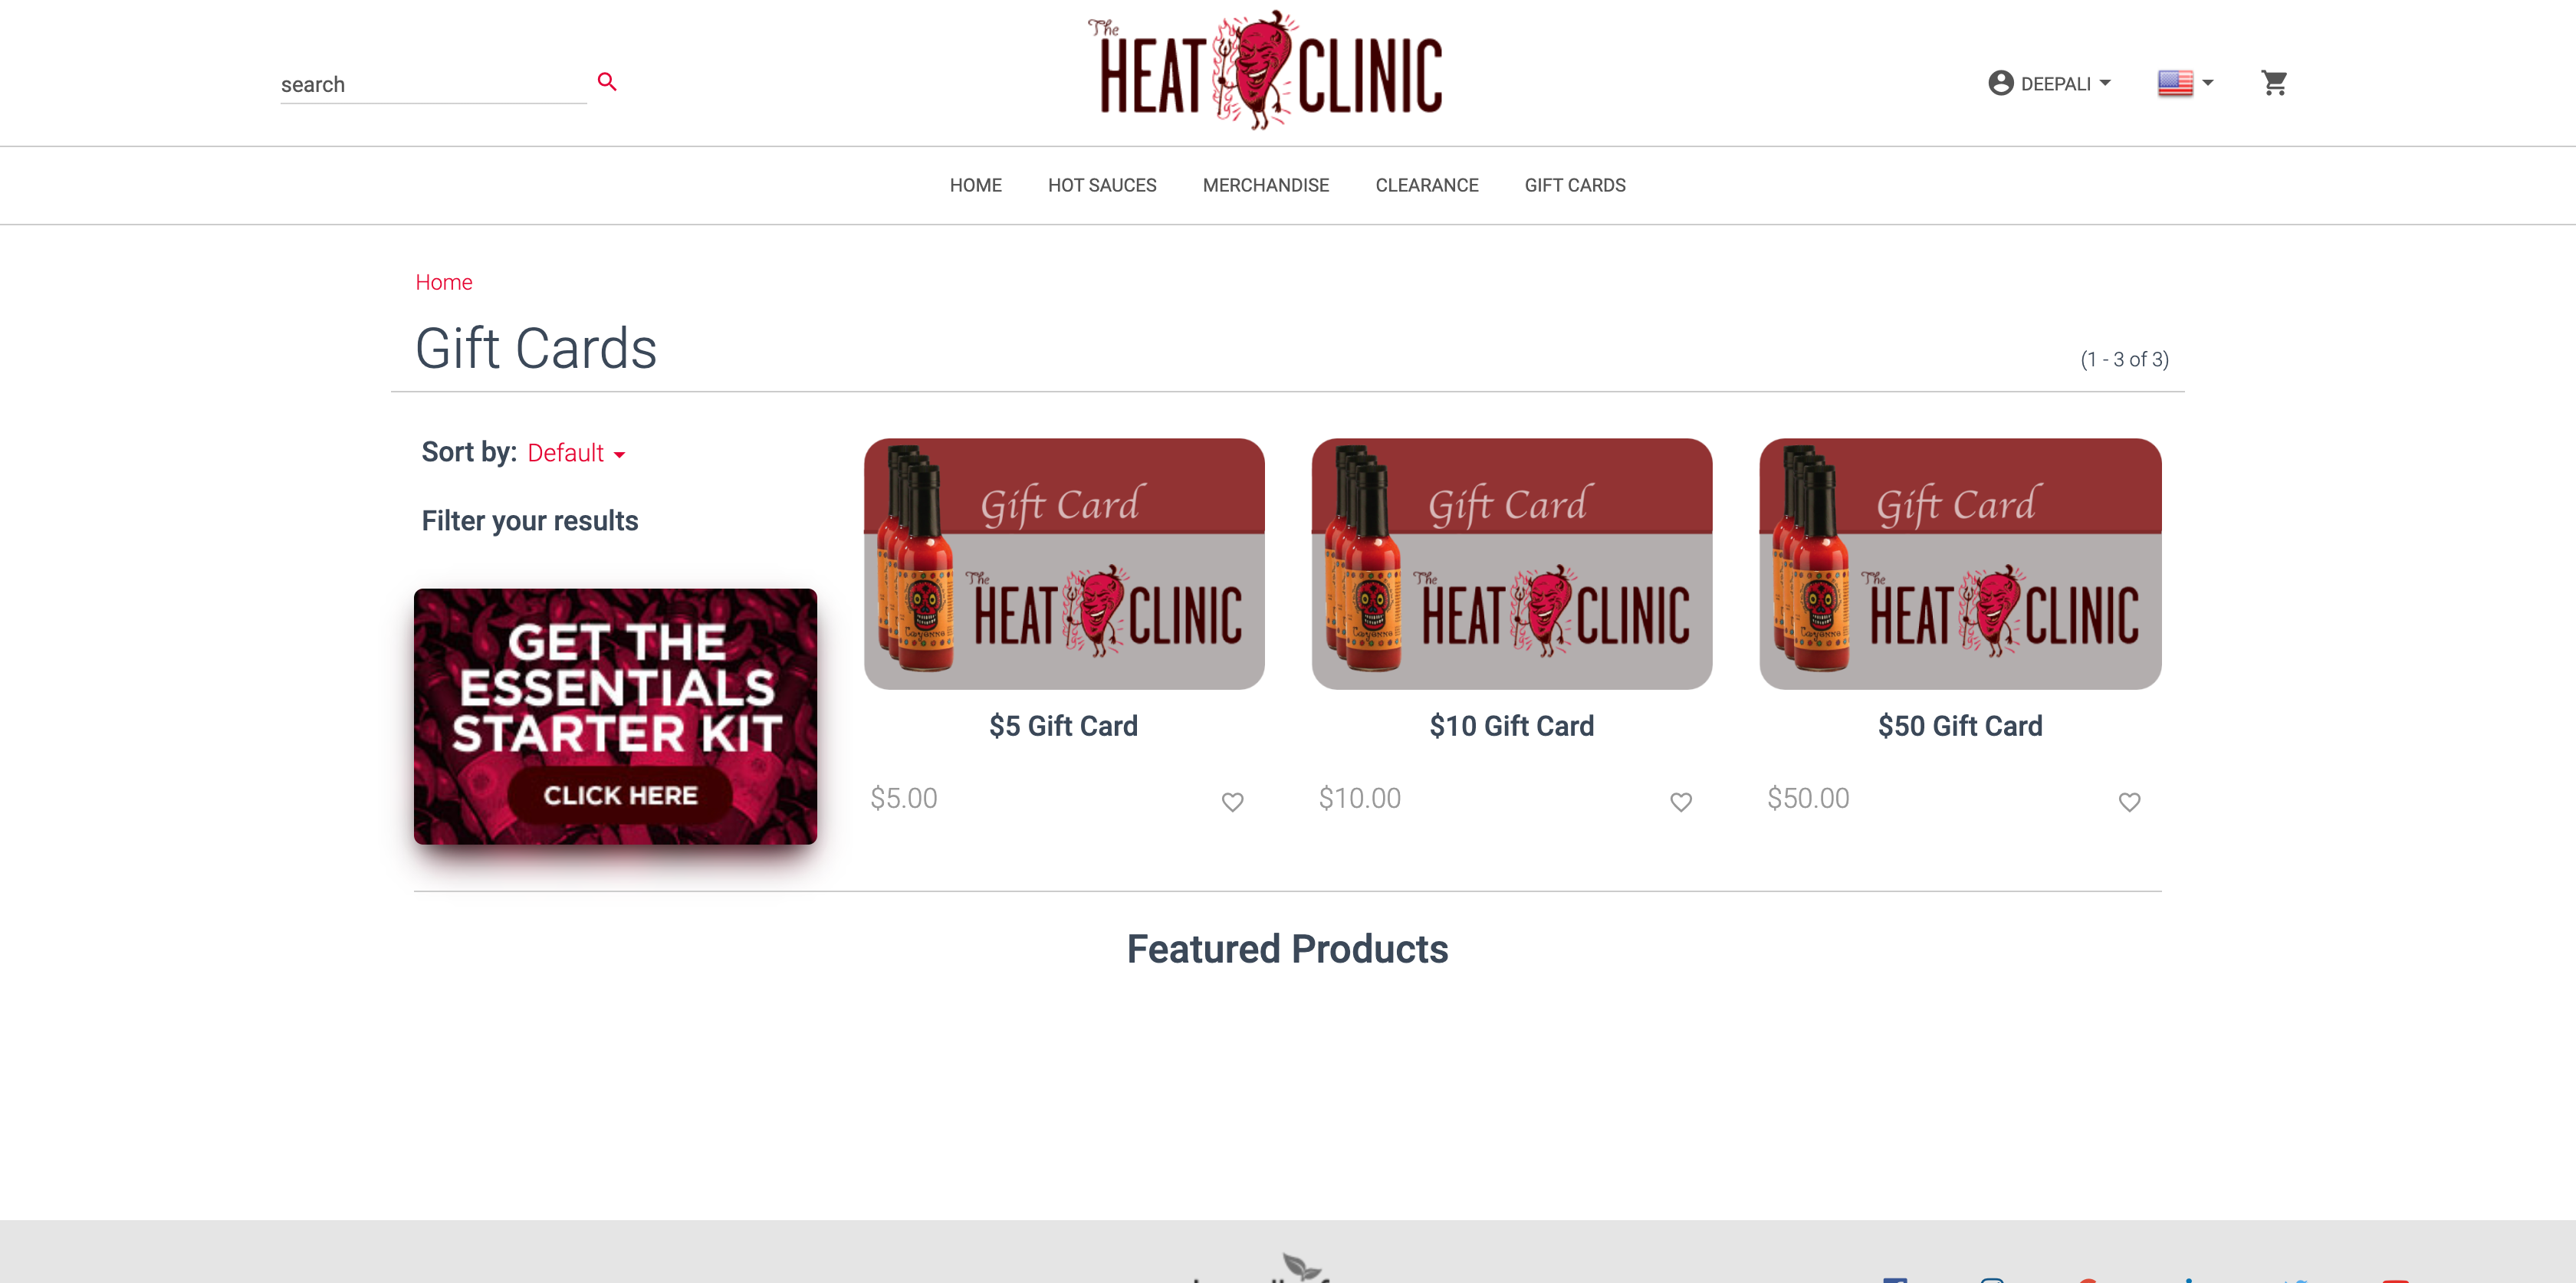 search
The
HEAT CLINIC
DEEPALI
HOME HOT SAUCES MERCHANDISE CLEARANCE GIFT CARDS
Home
Gift Cards
(1 - 3 of 3)
Sort by: Default
Filter your results
GET THE
ESSENTIALS
STARTER KIT
CLICK HERE
Gift Card
The
HEAT CLINIC
Cayenne
$5 Gift Card
$5.00
Gift Card
The
HEAT CLINIC
Cayenne
$10 Gift Card
$10.00
Gift Card
The
HEAT CLINIC
Cayenne
$50 Gift Card
$50.00
Featured Products